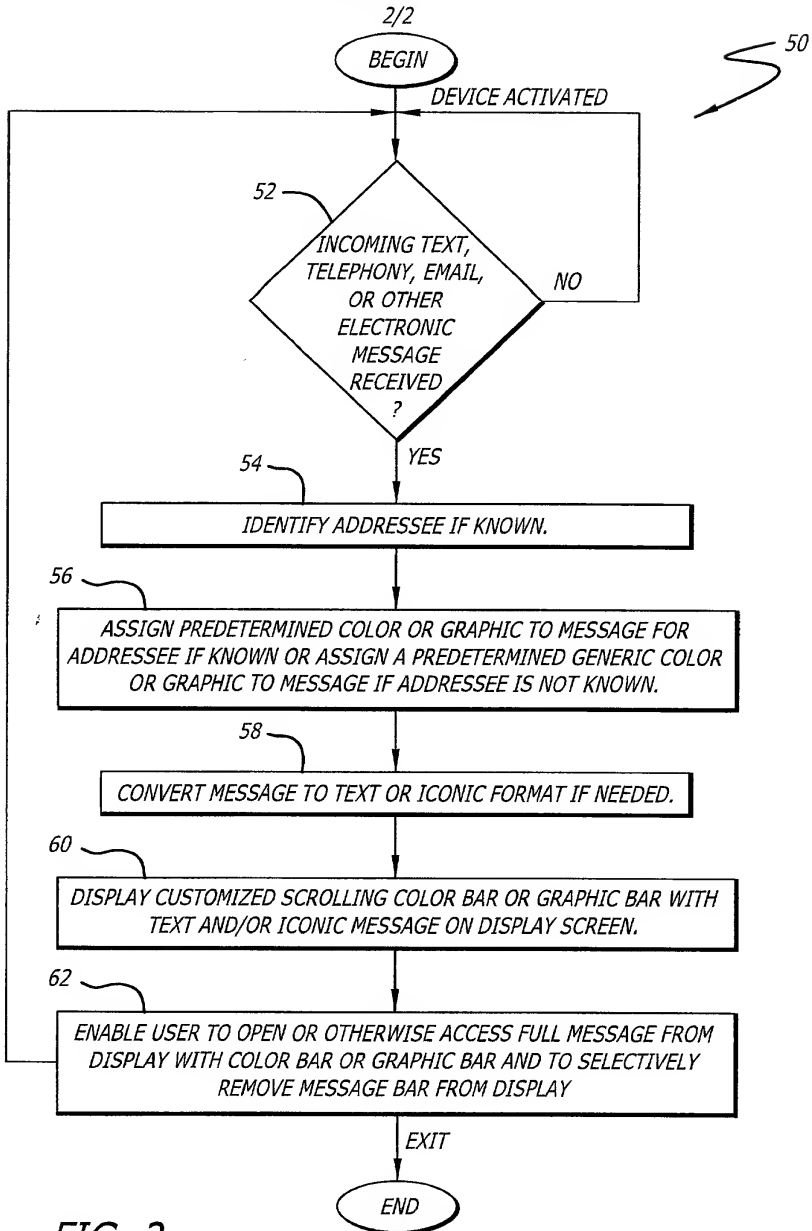 2/2
BEGIN
50
DEVICE ACTIVATED
52
INCOMING TEXT,
TELEPHONY, EMAIL,
OR OTHER
ELECTRONIC
MESSAGE
RECEIVED
?
NO
YES
54
IDENTIFY ADDRESSEE IF KNOWN.
56
ASSIGN PREDETERMINED COLOR OR GRAPHIC TO MESSAGE FOR
ADDRESSEE IF KNOWN OR ASSIGN A PREDETERMINED GENERIC COLOR
OR GRAPHIC TO MESSAGE IF ADDRESSEE IS NOT KNOWN.
58
CONVERT MESSAGE TO TEXT OR ICONIC FORMAT IF NEEDED.
60
DISPLAY CUSTOMIZED SCROLLING COLOR BAR OR GRAPHIC BAR WITH
TEXT AND/OR ICONIC MESSAGE ON DISPLAY SCREEN.
62
ENABLE USER TO OPEN OR OTHERWISE ACCESS FULL MESSAGE FROM
DISPLAY WITH COLOR BAR OR GRAPHIC BAR AND TO SELECTIVELY
REMOVE MESSAGE BAR FROM DISPLAY
EXIT
END